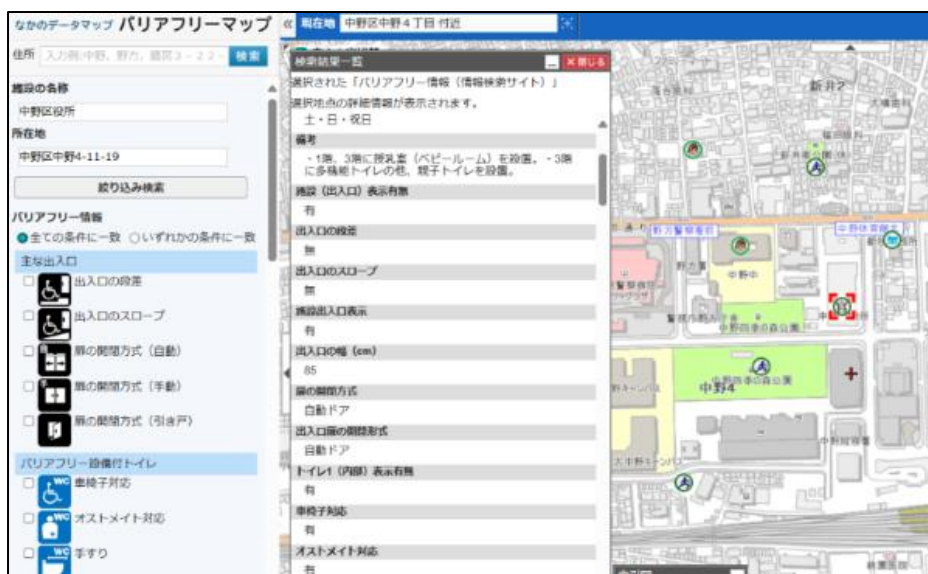 なかのデータマップ バリアフリーマップ
住所
検索
施設の名称
中野区役所
所在地
中野区中野4-11-19
絞り込み検索
バリアフリー情報
全ての条件に一致 いずれかの条件に一致
主な出入口
出入口の段差
出入口のスロープ
扉の開閉方式（自動）
扉の開閉方式（手動）
扉の開閉方式（引き戸）
バリアフリー設備付トイレ
WC 車椅子対応
WC オストメイト対応
WC 手すり
« 現在地 中野区中野４丁目 付近
検索結果一覧
×閉じる
選択された「バリアフリー情報（情報検索サイト）」
選択地点の詳細情報が表示されます。
土・日・祝日
備考
・1階、3階に授乳室（ベビールーム）を設置。・3階
に多機能トイレの他、親子トイレを設置。
施設（出入口）表示有無
有
出入口の段差
無
出入口のスロープ
無
施設出入口表示
有
出入口の幅（cm）
85
扉の開閉方式
自動ドア
出入口扉の開閉形式
自動ドア
トイレ1（内部）表示有無
有
車椅子対応
有
オストメイト対応
有
新井2
野方警察署前
中野体育館
中野中
中野四季の森公園
中野四季の森公園
中野4